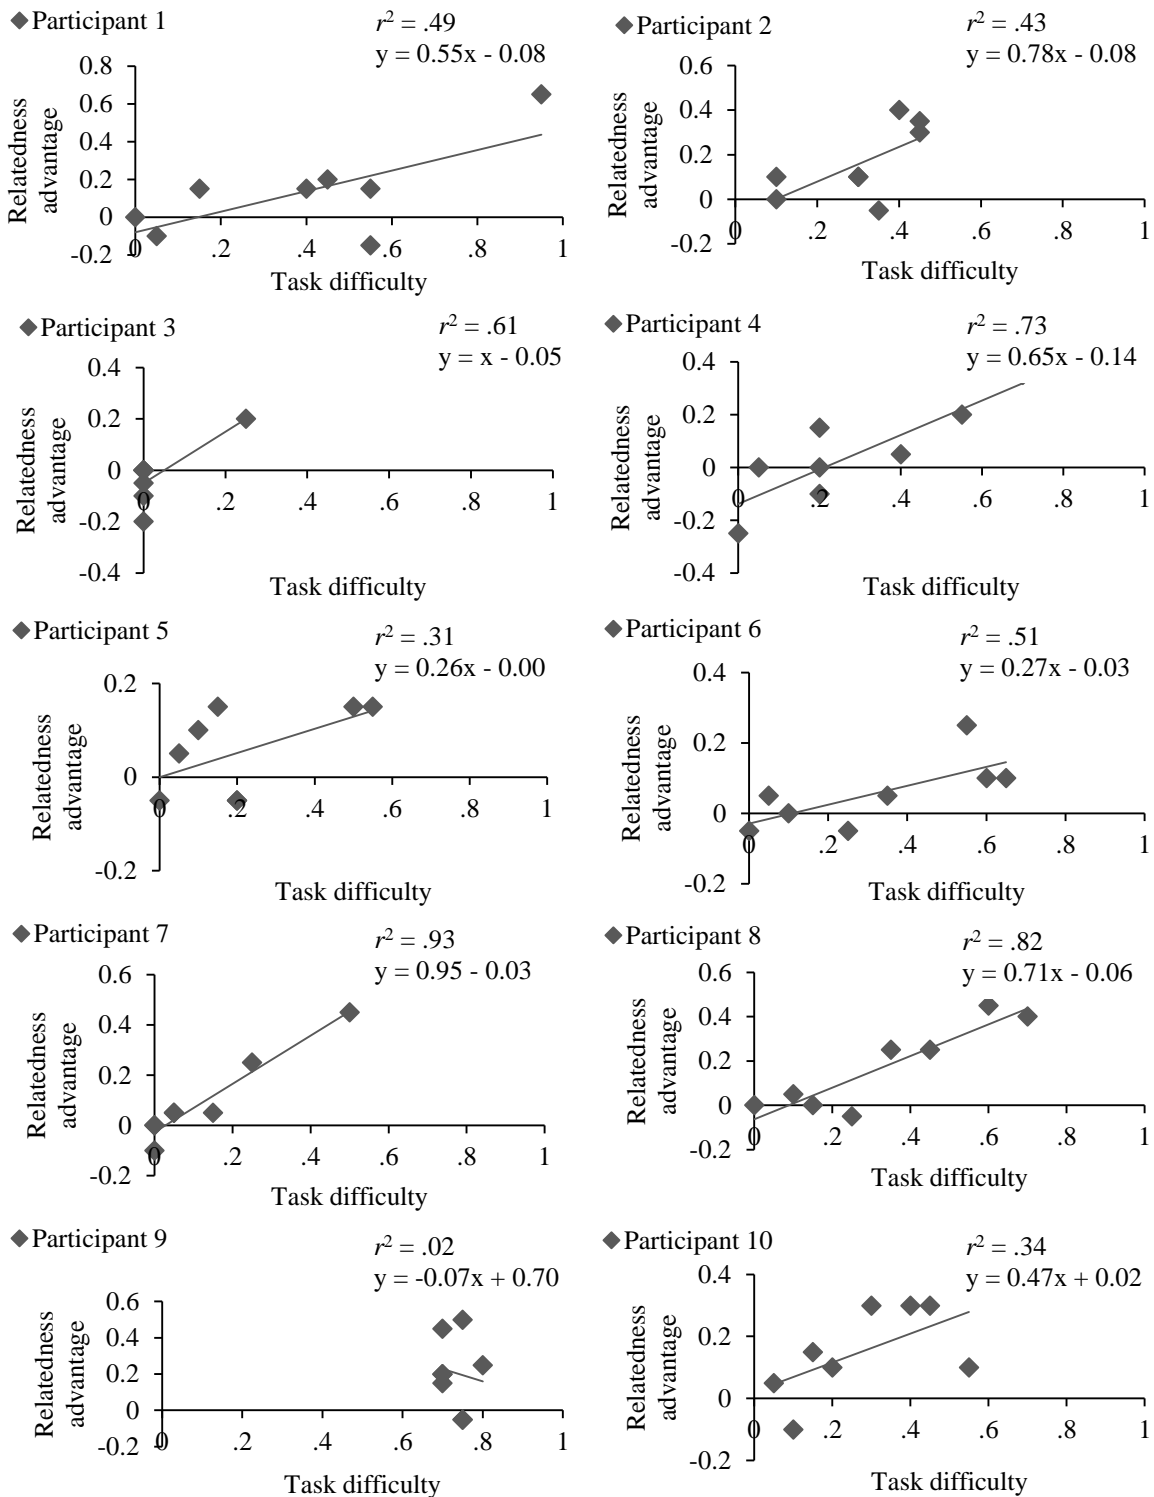 Participant 1
r² = .49
y = 0.55x - 0.08
0.8
0.6
0.4
0.2
0
-0.2
0 .2 .4 .6 .8 1
Relatedness
advantage
Task difficulty
Participant 2
r² = .43
y = 0.78x - 0.08
0.6
0.4
0.2
0
-0.2
0 .2 .4 .6 .8 1
Relatedness
advantage
Task difficulty
Participant 3
r² = .61
y = x - 0.05
0.4
0.2
0
-0.2
-0.4
0 .2 .4 .6 .8 1
Relatedness
advantage
Task difficulty
Participant 4
r² = .73
y = 0.65x - 0.14
0.4
0.2
0
-0.2
-0.4
0 .2 .4 .6 .8 1
Relatedness
advantage
Task difficulty
Participant 5
r² = .31
y = 0.26x - 0.00
0.2
0
-0.2
0 .2 .4 .6 .8 1
Relatedness
advantage
Task difficulty
Participant 6
r² = .51
y = 0.27x - 0.03
0.4
0.2
0
-0.2
0 .2 .4 .6 .8 1
Relatedness
advantage
Task difficulty
Participant 7
r² = .93
y = 0.95 - 0.03
0.6
0.4
0.2
0
-0.2
0 .2 .4 .6 .8 1
Relatedness
advantage
Task difficulty
Participant 8
r² = .82
y = 0.71x - 0.06
0.6
0.4
0.2
0
-0.2
0 .2 .4 .6 .8 1
Relatedness
advantage
Task difficulty
Participant 9
r² = .02
y = -0.07x + 0.70
0.6
0.4
0.2
0
-0.2
0 .2 .4 .6 .8 1
Relatedness
advantage
Task difficulty
Participant 10
r² = .34
y = 0.47x + 0.02
0.4
0.2
0
-0.2
0 .2 .4 .6 .8 1
Relatedness
advantage
Task difficulty